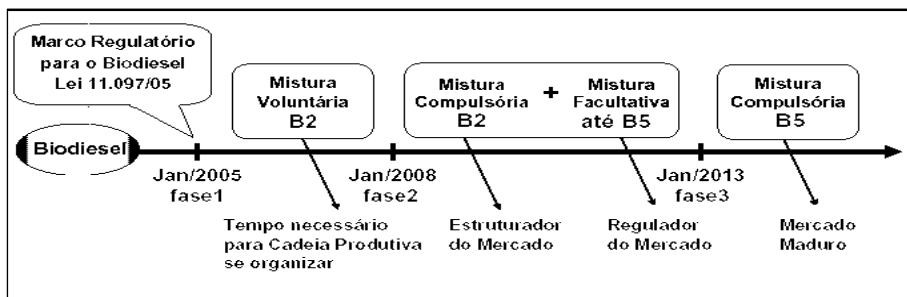 Marco Regulatório
para o Biodiesel
Lei 11.097/05
Mistura
Voluntária
B2
Mistura
Compulsória
B2
+
Mistura
Facultativa
até B5
Mistura
Compulsória
B5
Biodiesel
Jan/2005
fase1
Jan/2008
fase2
Jan/2013
fase3
Tempo necessário
para Cadeia Produtiva
se organizar
Estruturador
do Mercado
Regulador
do Mercado
Mercado
Maduro